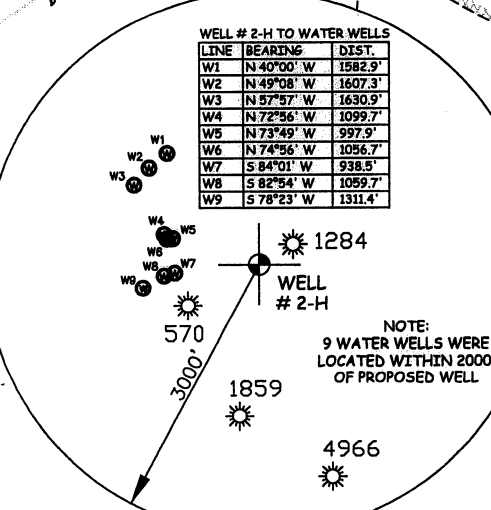 WELL # 2-H TO WATER WELLS
LINE BEARING DIST.
W1 N 40°00' W 1582.9'
W2 N 49°08' W 1607.3'
W3 N 57°57' W 1630.9'
W4 N 72°56' W 1099.7'
W5 N 73°49' W 997.9'
W6 N 74°56' W 1056.7'
W7 S 84°01' W 938.5'
W8 S 82°54' W 1059.7'
W9 S 78°23' W 1311.4'
W1
W2
W3
W4
W5
W6
W7
W8
W9
1284
WELL
# 2-H
570
3000'
NOTE:
9 WATER WELLS WERE
LOCATED WITHIN 2000
OF PROPOSED WELL
1859
4966